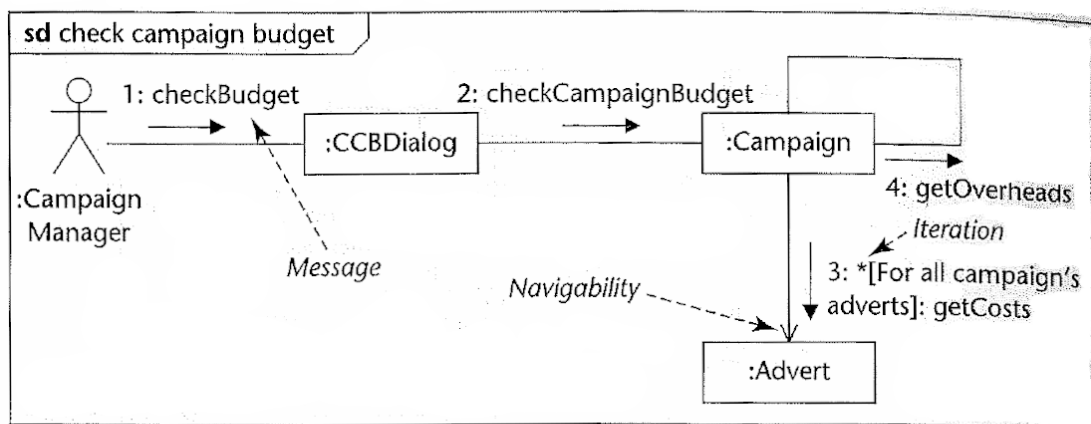 sd check campaign budget
1: checkBudget
2: checkCampaignBudget
:CCBDialog
:Campaign
:Campaign
Manager
4: getOverheads
Iteration
Message
Navigability
3: *[For all campaign's
adverts]: getCosts
:Advert